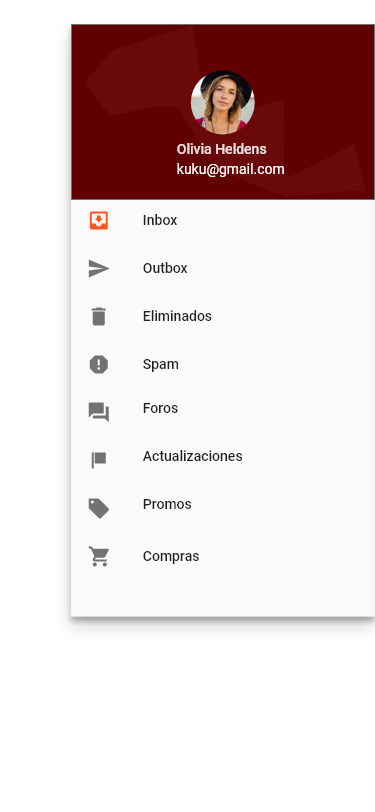 Olivia Heldens
kuku@gmail.com
Inbox
Outbox
Eliminados
Spam
Foros
Actualizaciones
Promos
Compras